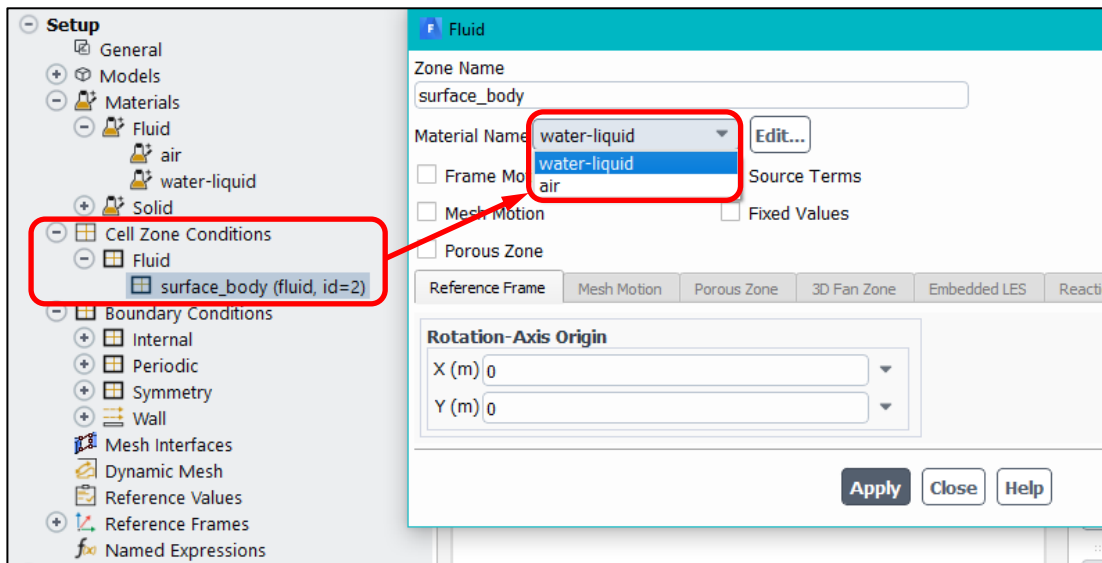 Setup
General
Models
Materials
Fluid
air
water-liquid
Solid
Cell Zone Conditions
Fluid
surface_body (fluid, id=2)
Boundary Conditions
Internal
Periodic
Symmetry
Wall
Mesh Interfaces
Dynamic Mesh
Reference Values
Reference Frames
Named Expressions
Fluid
Zone Name
surface_body
Material Name water-liquid Edit...
water-liquid
air
Frame Mo Source Terms
Mesh Motion Fixed Values
Porous Zone
Reference Frame Mesh Motion Porous Zone 3D Fan Zone Embedded LES Reacti
Rotation-Axis Origin
X (m) 0
Y (m) 0
Apply Close Help